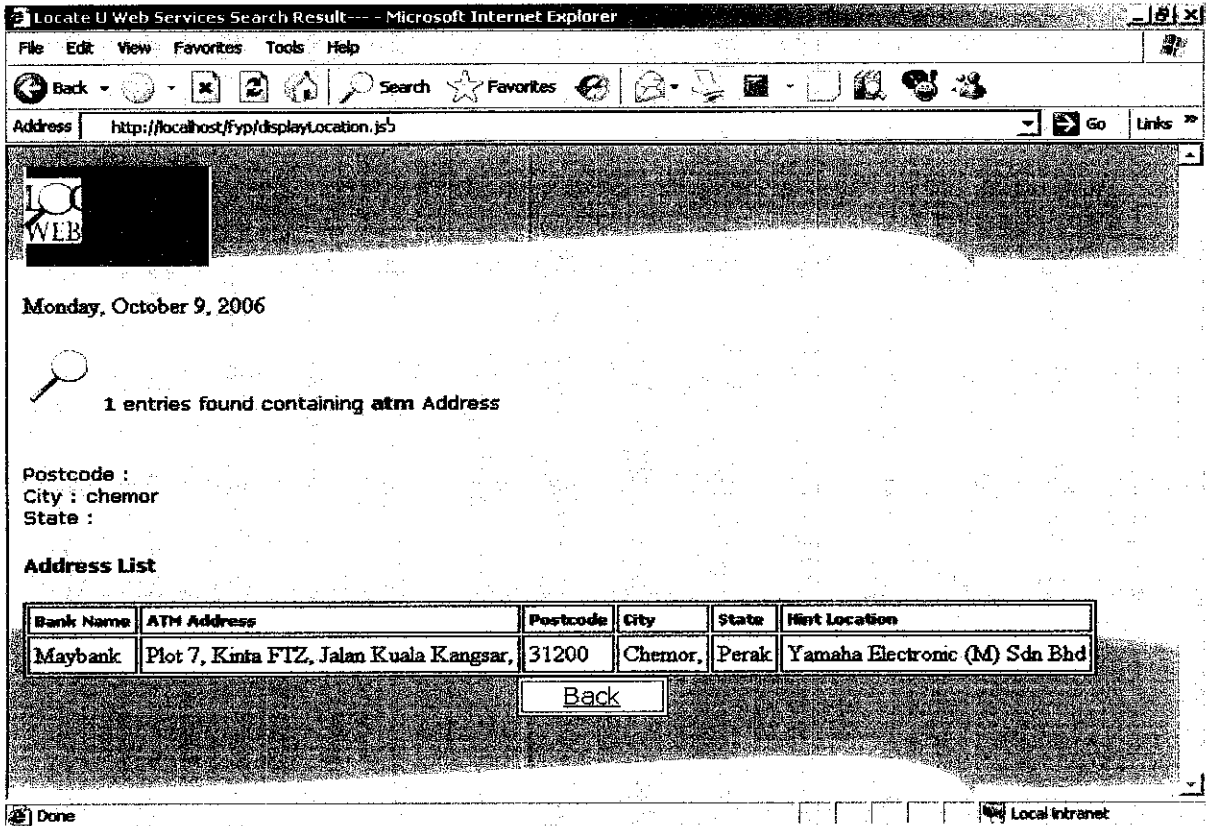 Locate U Web Services Search Result--- - Microsoft Internet Explorer
File Edit View Favorites Tools Help
Back Search Favorites
Address http://localhost/fyp/displayLocation.jsp Go Links »
LO
WEB
Monday, October 9, 2006
1 entries found containing atm Address
Postcode :
City : chemor
State :
Address List
Bank Name ATM Address Postcode City State Hint Location
Maybank Plot 7, Kinta FTZ, Jalan Kuala Kangsar, 31200 Chemor, Perak Yamaha Electronic (M) Sdn Bhd
Back
Done Local intranet